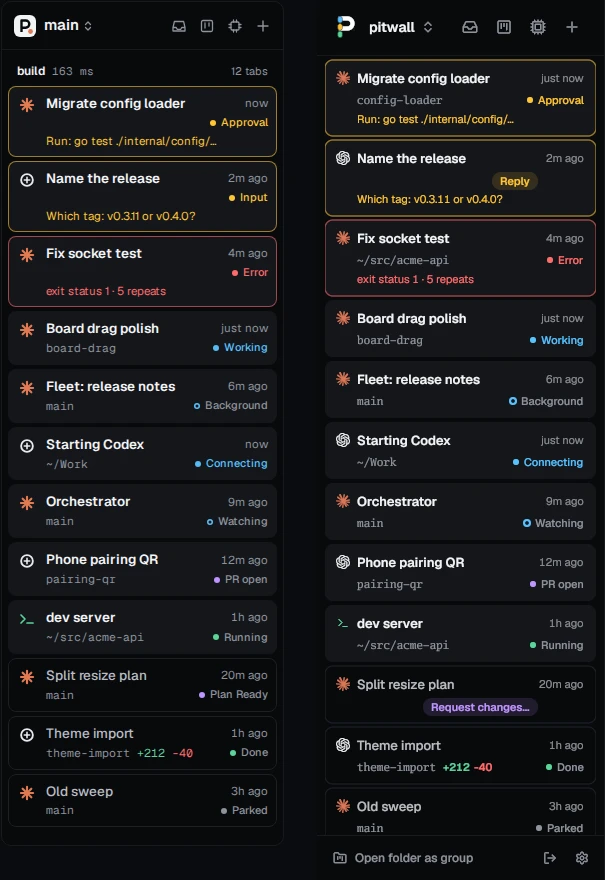 main
build 163 ms 12 tabs
Migrate config loader now
Approval
Run: go test ./internal/config/…
Name the release 2m ago
Input
Which tag: v0.3.11 or v0.4.0?
Fix socket test 4m ago
Error
exit status 1 · 5 repeats
Board drag polish just now
board-drag Working
Fleet: release notes 6m ago
main Background
Starting Codex now
~/Work Connecting
Orchestrator 9m ago
main Watching
Phone pairing QR 12m ago
pairing-qr PR open
dev server 1h ago
~/src/acme-api Running
Split resize plan 20m ago
main Plan Ready
Theme import 1h ago
theme-import +212 -40 Done
Old sweep 3h ago
main Parked
pitwall
Migrate config loader just now
config-loader Approval
Run: go test ./internal/config/…
Name the release 2m ago
Reply
Which tag: v0.3.11 or v0.4.0?
Fix socket test 4m ago
~/src/acme-api Error
exit status 1 · 5 repeats
Board drag polish just now
board-drag Working
Fleet: release notes 6m ago
main Background
Starting Codex just now
~/Work Connecting
Orchestrator 9m ago
main Watching
Phone pairing QR 12m ago
pairing-qr PR open
dev server 1h ago
~/src/acme-api Running
Split resize plan 20m ago
Request changes…
Theme import 1h ago
theme-import +212 -40 Done
Old sweep 3h ago
main Parked
Open folder as group